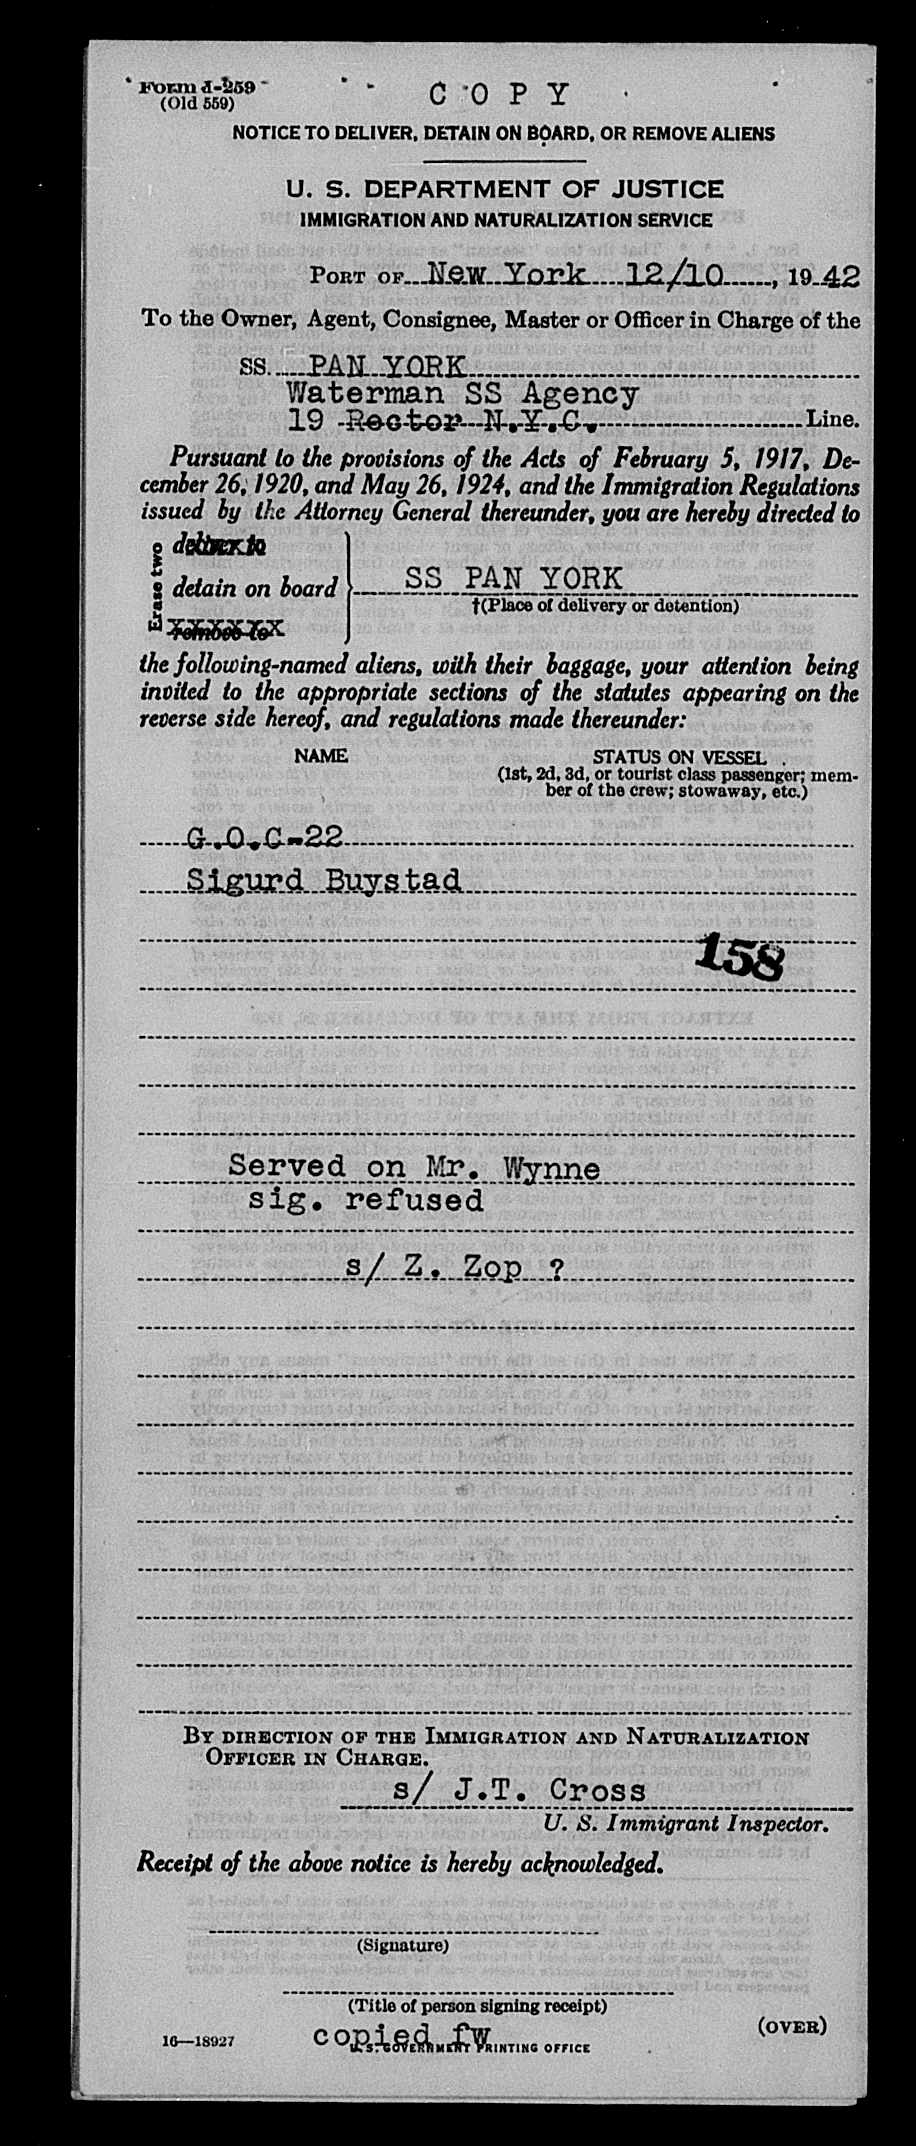 Form I-259
(Old 559)
C O P Y
NOTICE TO DELIVER, DETAIN ON BOARD, OR REMOVE ALIENS
U. S. DEPARTMENT OF JUSTICE
IMMIGRATION AND NATURALIZATION SERVICE
PORT OF New York 12/10, 1942
To the Owner, Agent, Consignee, Master or Officer in Charge of the
SS. PAN YORK
Waterman SS Agency
19 Rector N.Y.C. Line.
Pursuant to the provisions of the Acts of February 5, 1917, De-
cember 26, 1920, and May 26, 1924, and the Immigration Regulations
issued by the Attorney General thereunder, you are hereby directed to
Erase two
deliver to
detain on board } SS PAN YORK
†(Place of delivery or detention)
remove to
the following-named aliens, with their baggage, your attention being
invited to the appropriate sections of the statutes appearing on the
reverse side hereof, and regulations made thereunder:
NAME STATUS ON VESSEL
(1st, 2d, 3d, or tourist class passenger; mem-
ber of the crew; stowaway, etc.)
G.O.C-22
Sigurd Buystad
158
Served on Mr. Wynne
sig. refused
s/ Z. Zop ?
BY DIRECTION OF THE IMMIGRATION AND NATURALIZATION
OFFICER IN CHARGE.
s/ J.T. Cross
U. S. Immigrant Inspector.
Receipt of the above notice is hereby acknowledged.
(Signature)
(Title of person signing receipt)
(OVER)
16—18927 copied fw
U. S. GOVERNMENT PRINTING OFFICE